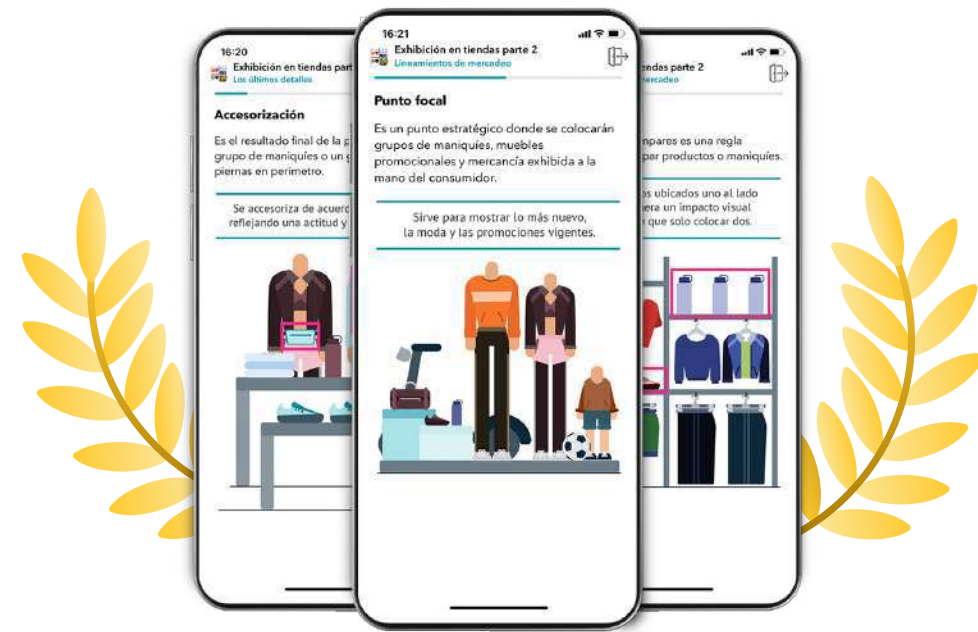 16:20
Exhibición en tiendas part
Los últimos detalles
Accesorización
Es el resultado final de la p
grupo de maniquíes o un g
piernas en perímetro.
Se accesoriza de acuerd
reflejando una actitud y
16:21
Exhibición en tiendas parte 2
Lineamientos de mercadeo
Punto focal
Es un punto estratégico donde se colocarán
grupos de maniquíes, muebles
promocionales y mercancía exhibida a la
mano del consumidor.
Sirve para mostrar lo más nuevo,
la moda y las promociones vigentes.
endas parte 2
mercadeo
npares es una regla
par productos o maniquíes.
os ubicados uno al lado
era un impacto visual
que solo colocar dos.